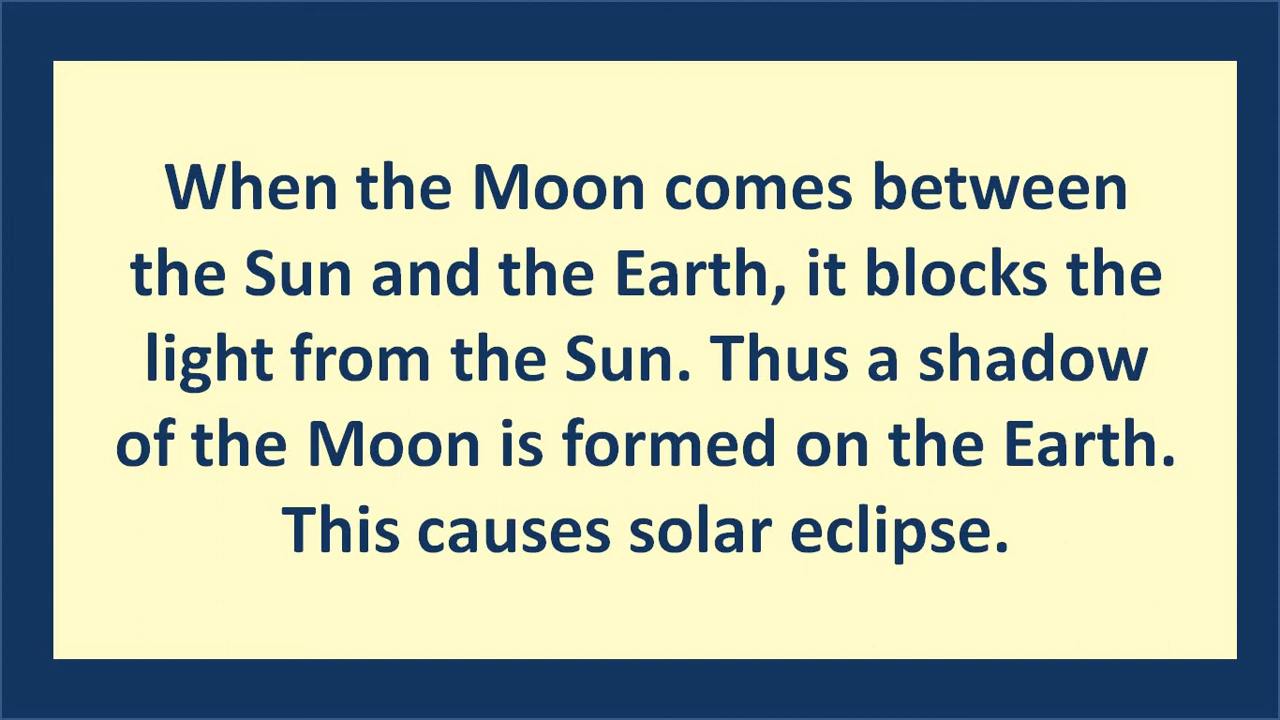 When the Moon comes between
the Sun and the Earth, it blocks the
light from the Sun. Thus a shadow
of the Moon is formed on the Earth.
This causes solar eclipse.